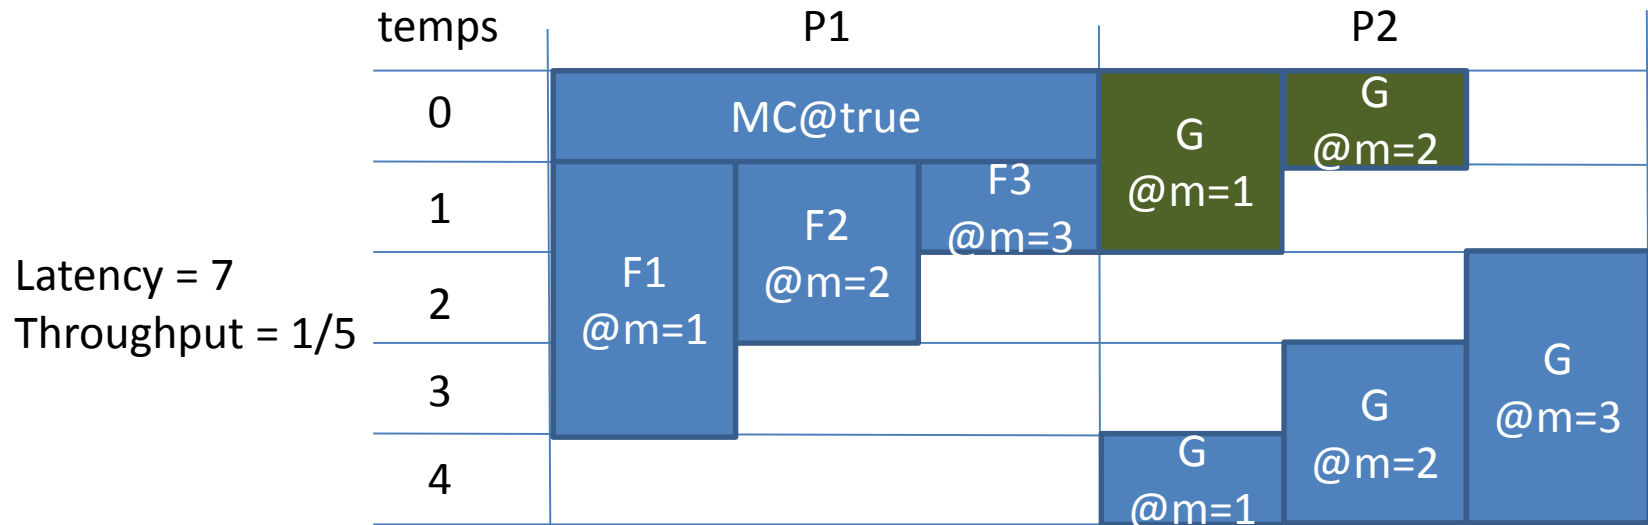 temps P1 P2
0 MC@true G @m=1 G @m=2
1 F1 @m=1 F2 @m=2 F3 @m=3
Latency = 7
Throughput = 1/5
2
3 G @m=2 G @m=3
4 G @m=1